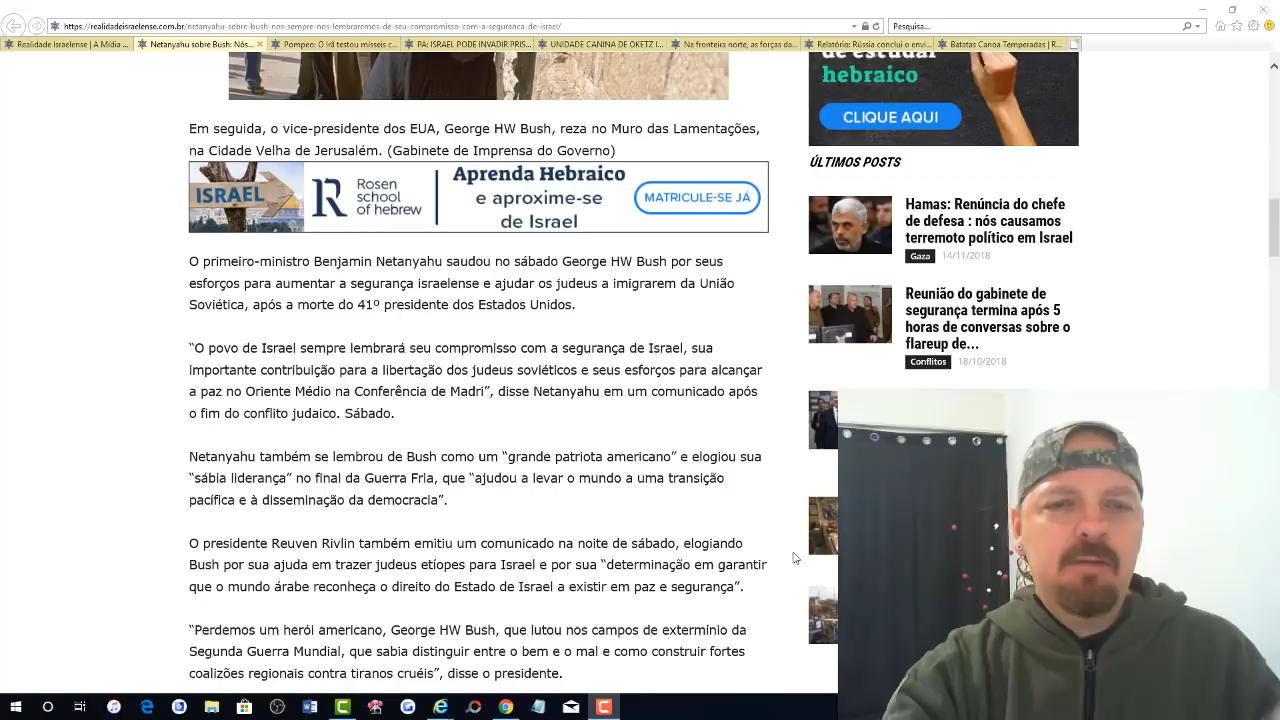 https://realidadeisraelense.com.br/netanyahu-sobre-bush-nos-sempre-nos-lembraremos-de-seu-compromisso-com-a-seguranca-de-israel/
Pesquisa...
Realidade Israelense | A Mídia ...
Netanyahu sobre Bush: Nós...
Pompeo: O Irã testou mísseis c...
PA: ISRAEL PODE INVADIR PRIS...
UNIDADE CANINA DE OKETZ I...
Na fronteira norte, as forças da...
Relatório: Rússia conclui o envi...
Batatas Canoa Temperadas | R...
de estudar
hebraico
CLIQUE AQUI
Em seguida, o vice-presidente dos EUA, George HW Bush, reza no Muro das Lamentações,
na Cidade Velha de Jerusalém. (Gabinete de Imprensa do Governo)
ISRAEL
Rosen
school
of hebrew
Aprenda Hebraico
e aproxime-se
de Israel
MATRICULE-SE JÁ
O primeiro-ministro Benjamin Netanyahu saudou no sábado George HW Bush por seus
esforços para aumentar a segurança israelense e ajudar os judeus a imigrarem da União
Soviética, após a morte do 41º presidente dos Estados Unidos.
“O povo de Israel sempre lembrará seu compromisso com a segurança de Israel, sua
importante contribuição para a libertação dos judeus soviéticos e seus esforços para alcançar
a paz no Oriente Médio na Conferência de Madri”, disse Netanyahu em um comunicado após
o fim do conflito judaico. Sábado.
Netanyahu também se lembrou de Bush como um “grande patriota americano” e elogiou sua
“sábia liderança” no final da Guerra Fria, que “ajudou a levar o mundo a uma transição
pacífica e à disseminação da democracia”.
O presidente Reuven Rivlin também emitiu um comunicado na noite de sábado, elogiando
Bush por sua ajuda em trazer judeus etíopes para Israel e por sua “determinação em garantir
que o mundo árabe reconheça o direito do Estado de Israel a existir em paz e segurança”.
“Perdemos um herói americano, George HW Bush, que lutou nos campos de extermínio da
Segunda Guerra Mundial, que sabia distinguir entre o bem e o mal e como construir fortes
coalizões regionais contra tiranos cruéis”, disse o presidente.
ÚLTIMOS POSTS
Hamas: Renúncia do chefe
de defesa : nós causamos
terremoto político em Israel
Gaza 14/11/2018
Reunião do gabinete de
segurança termina após 5
horas de conversas sobre o
flareup de...
Conflitos 18/10/2018